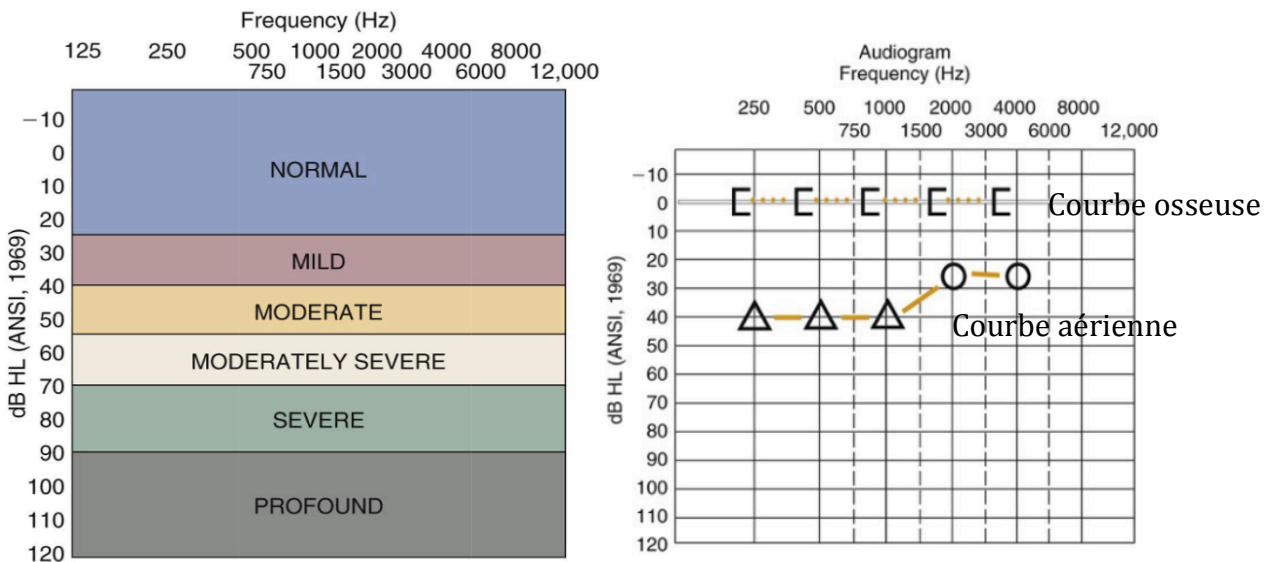 Frequency (Hz)
125 250 500 1000 2000 4000 8000
750 1500 3000 6000 12,000
dB HL (ANSI, 1969)
−10
0
10
20
30
40
50
60
70
80
90
100
110
120
NORMAL
MILD
MODERATE
MODERATELY SEVERE
SEVERE
PROFOUND
Audiogram
Frequency (Hz)
250 500 1000 2000 4000 8000
750 1500 3000 6000 12,000
dB HL (ANSI, 1969)
−10
0
10
20
30
40
50
60
70
80
90
100
110
120
Courbe osseuse
Courbe aérienne